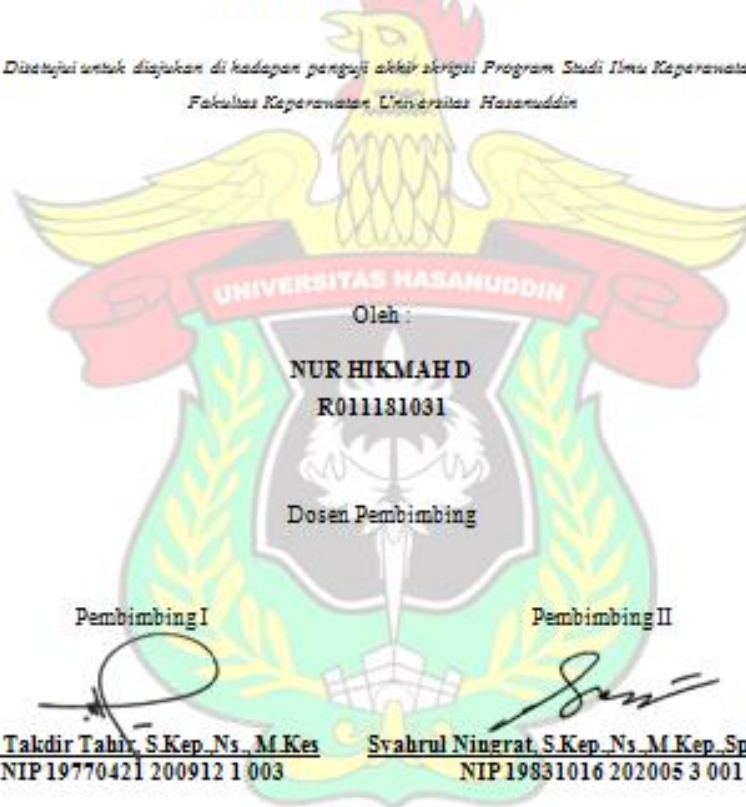 Disetujui untuk diajukan di hadapan penguji akhir skripsi Program Studi Ilmu Keperawata
Fakultas Keperawatan Universitas Hasanuddin
UNIVERSITAS HASANUDDIN
Oleh :
NUR HIKMAH D
R011181031
Dosen Pembimbing
Pembimbing I Pembimbing II
Takdir Tahir, S.Kep.,Ns., M.Kes Syahrul Ningrat, S.Kep.,Ns.,M.Kep.,Sp
NIP 19770421 200912 1 003 NIP 19831016 202005 3 001